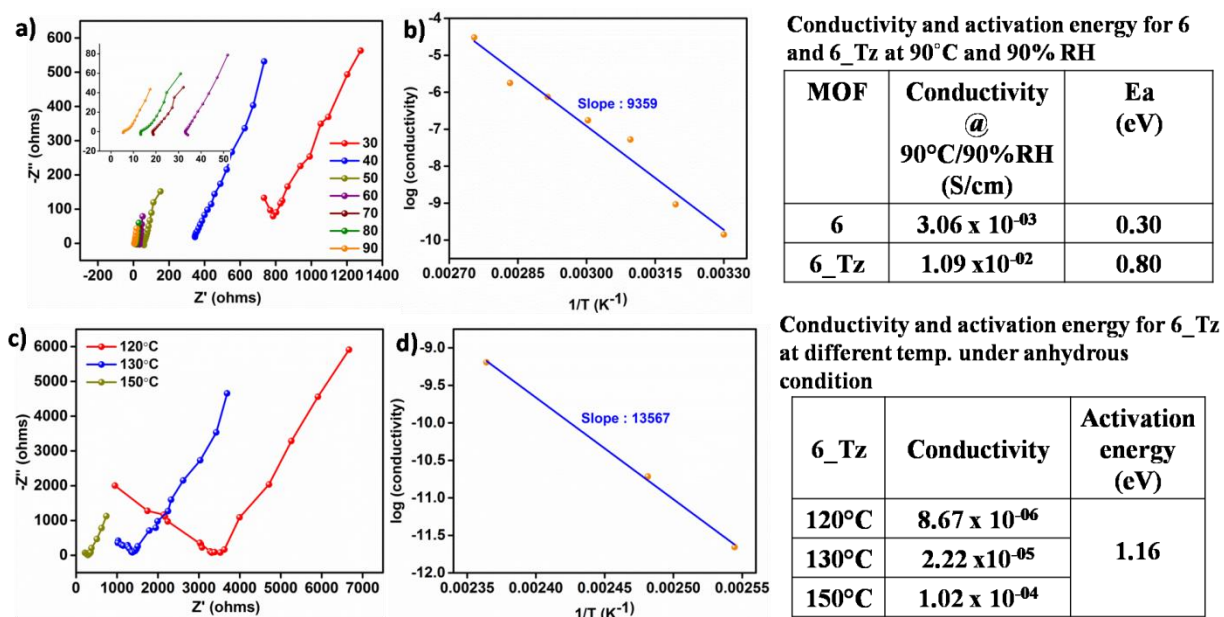 a)
600
500
400
300
200
100
0
-Z'' (ohms)
80
60
40
20
0
-20
0 10 20 30 40 50
30
40
50
60
70
80
90
-200 0 200 400 600 800 1000 1200 1400
Z' (ohms)
b)
-4
-5
-6
-7
-8
-9
-10
log (conductivity)
Slope : 9359
0.00270 0.00285 0.00300 0.00315 0.00330
1/T (K-1)
Conductivity and activation energy for 6
and 6_Tz at 90°C and 90% RH
MOF Conductivity Ea
@ (eV)
90°C/90%RH
(S/cm)
6 3.06 x 10-03 0.30
6_Tz 1.09 x10-02 0.80
c)
6000
5000
4000
3000
2000
1000
0
-Z'' (ohms)
120°C
130°C
150°C
0 1000 2000 3000 4000 5000 6000 7000
Z' (ohms)
d)
-9.0
-9.5
-10.0
-10.5
-11.0
-11.5
-12.0
log (conductivity)
Slope : 13567
0.00235 0.00240 0.00245 0.00250 0.00255
1/T (K-1)
Conductivity and activation energy for 6_Tz
at different temp. under anhydrous
condition
6_Tz Conductivity Activation
energy
(eV)
120°C 8.67 x 10-06
130°C 2.22 x10-05 1.16
150°C 1.02 x 10-04